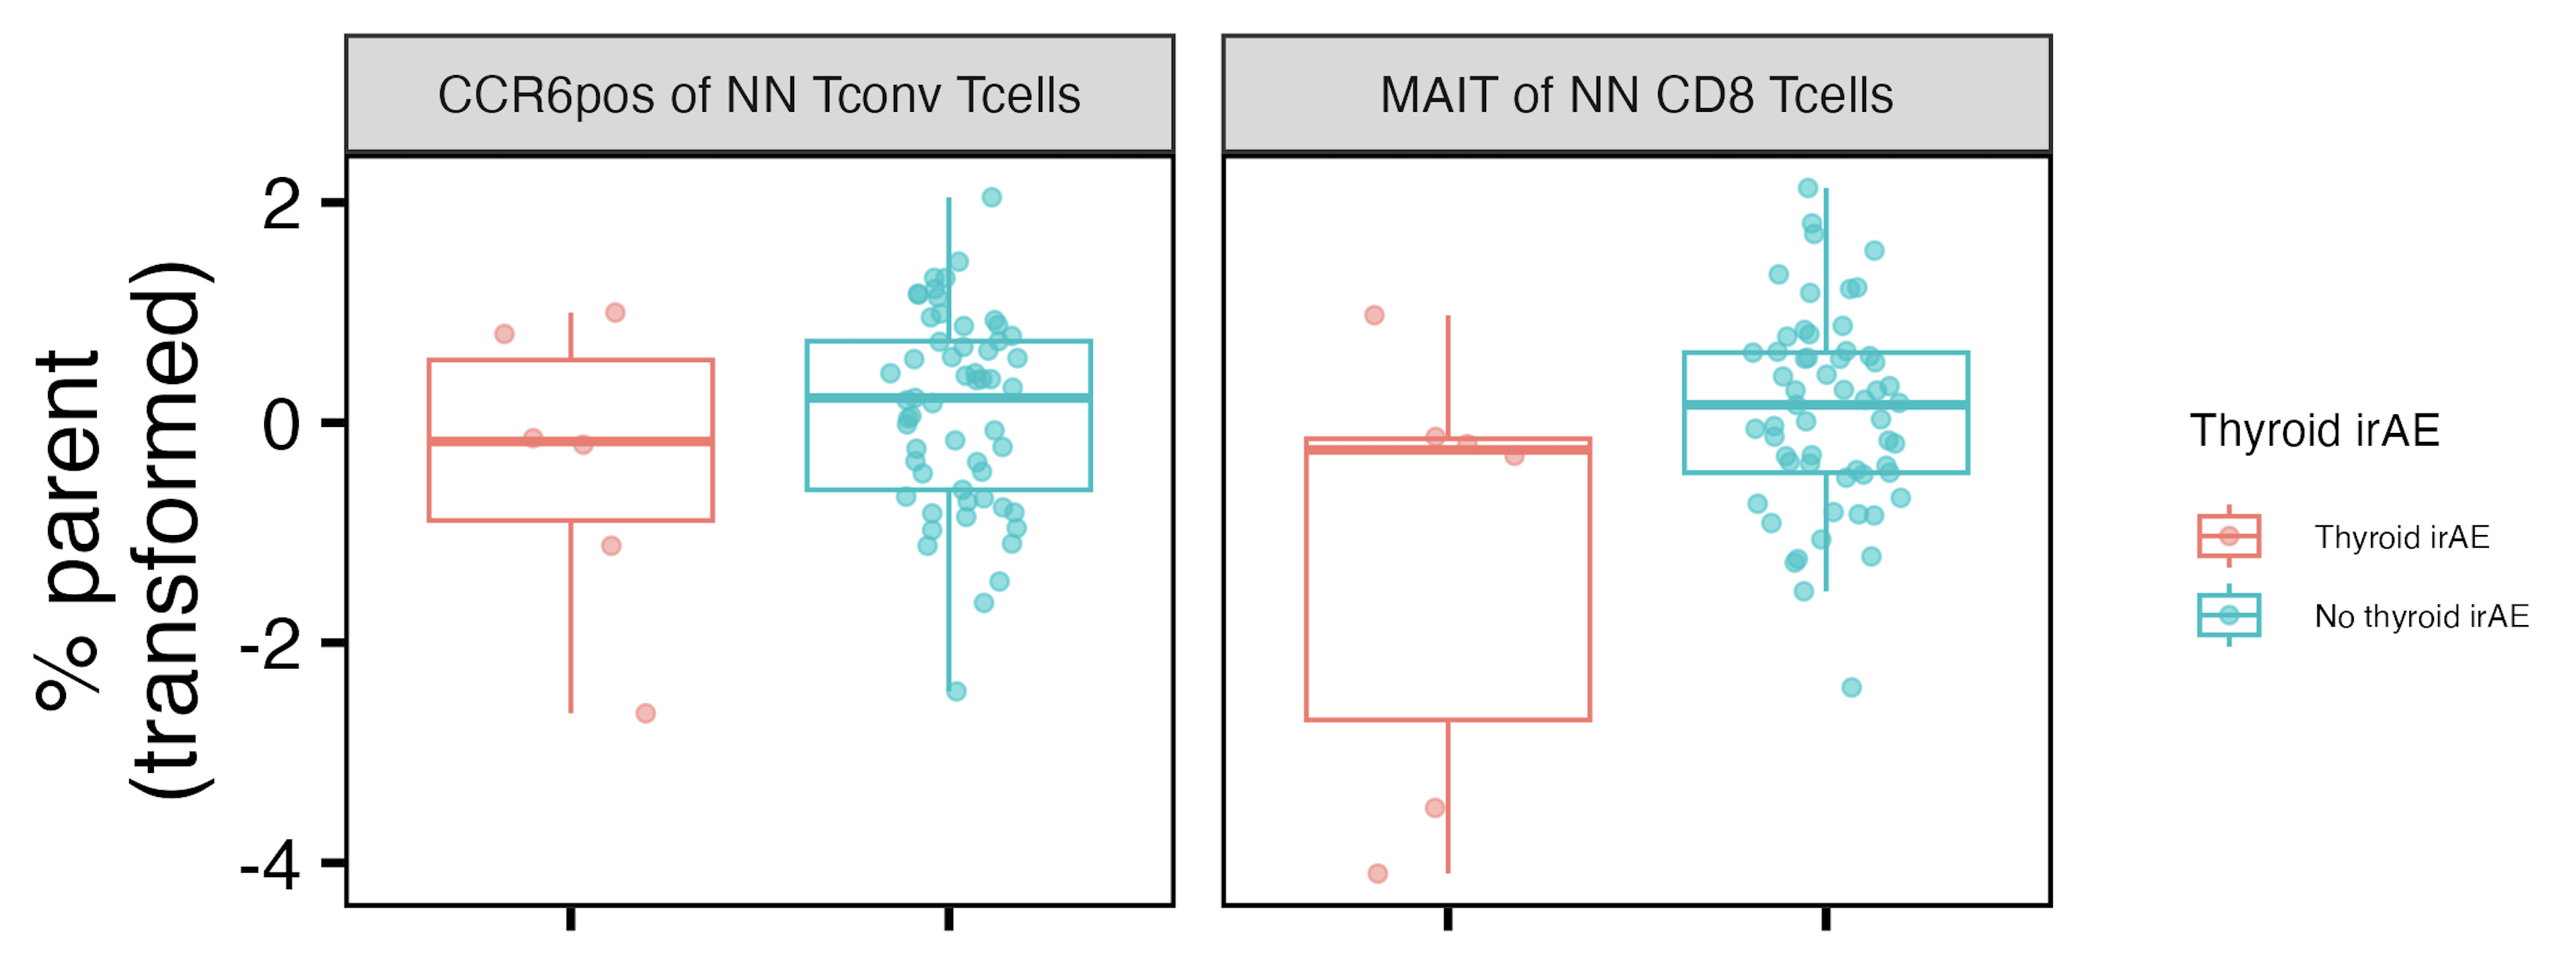 CCR6pos of NN Tconv Tcells
MAIT of NN CD8 Tcells
% parent
(transformed)
2
0
-2
-4
Thyroid irAE
Thyroid irAE
No thyroid irAE